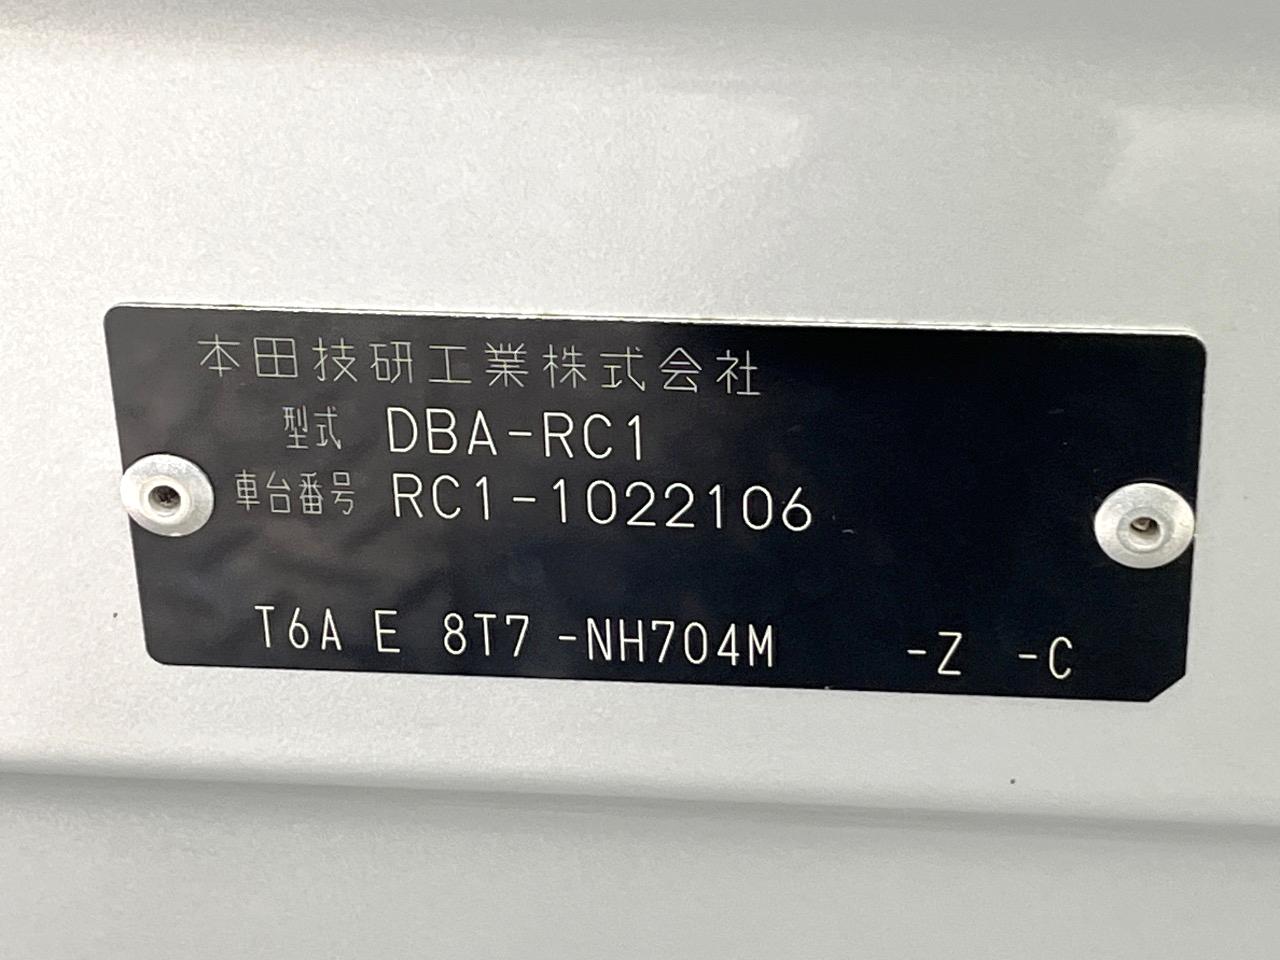 本田技研工業株式会社
型式 DBA-RC1
車台番号 RC1-1022106
T6A E 8T7 -NH704M -Z -C